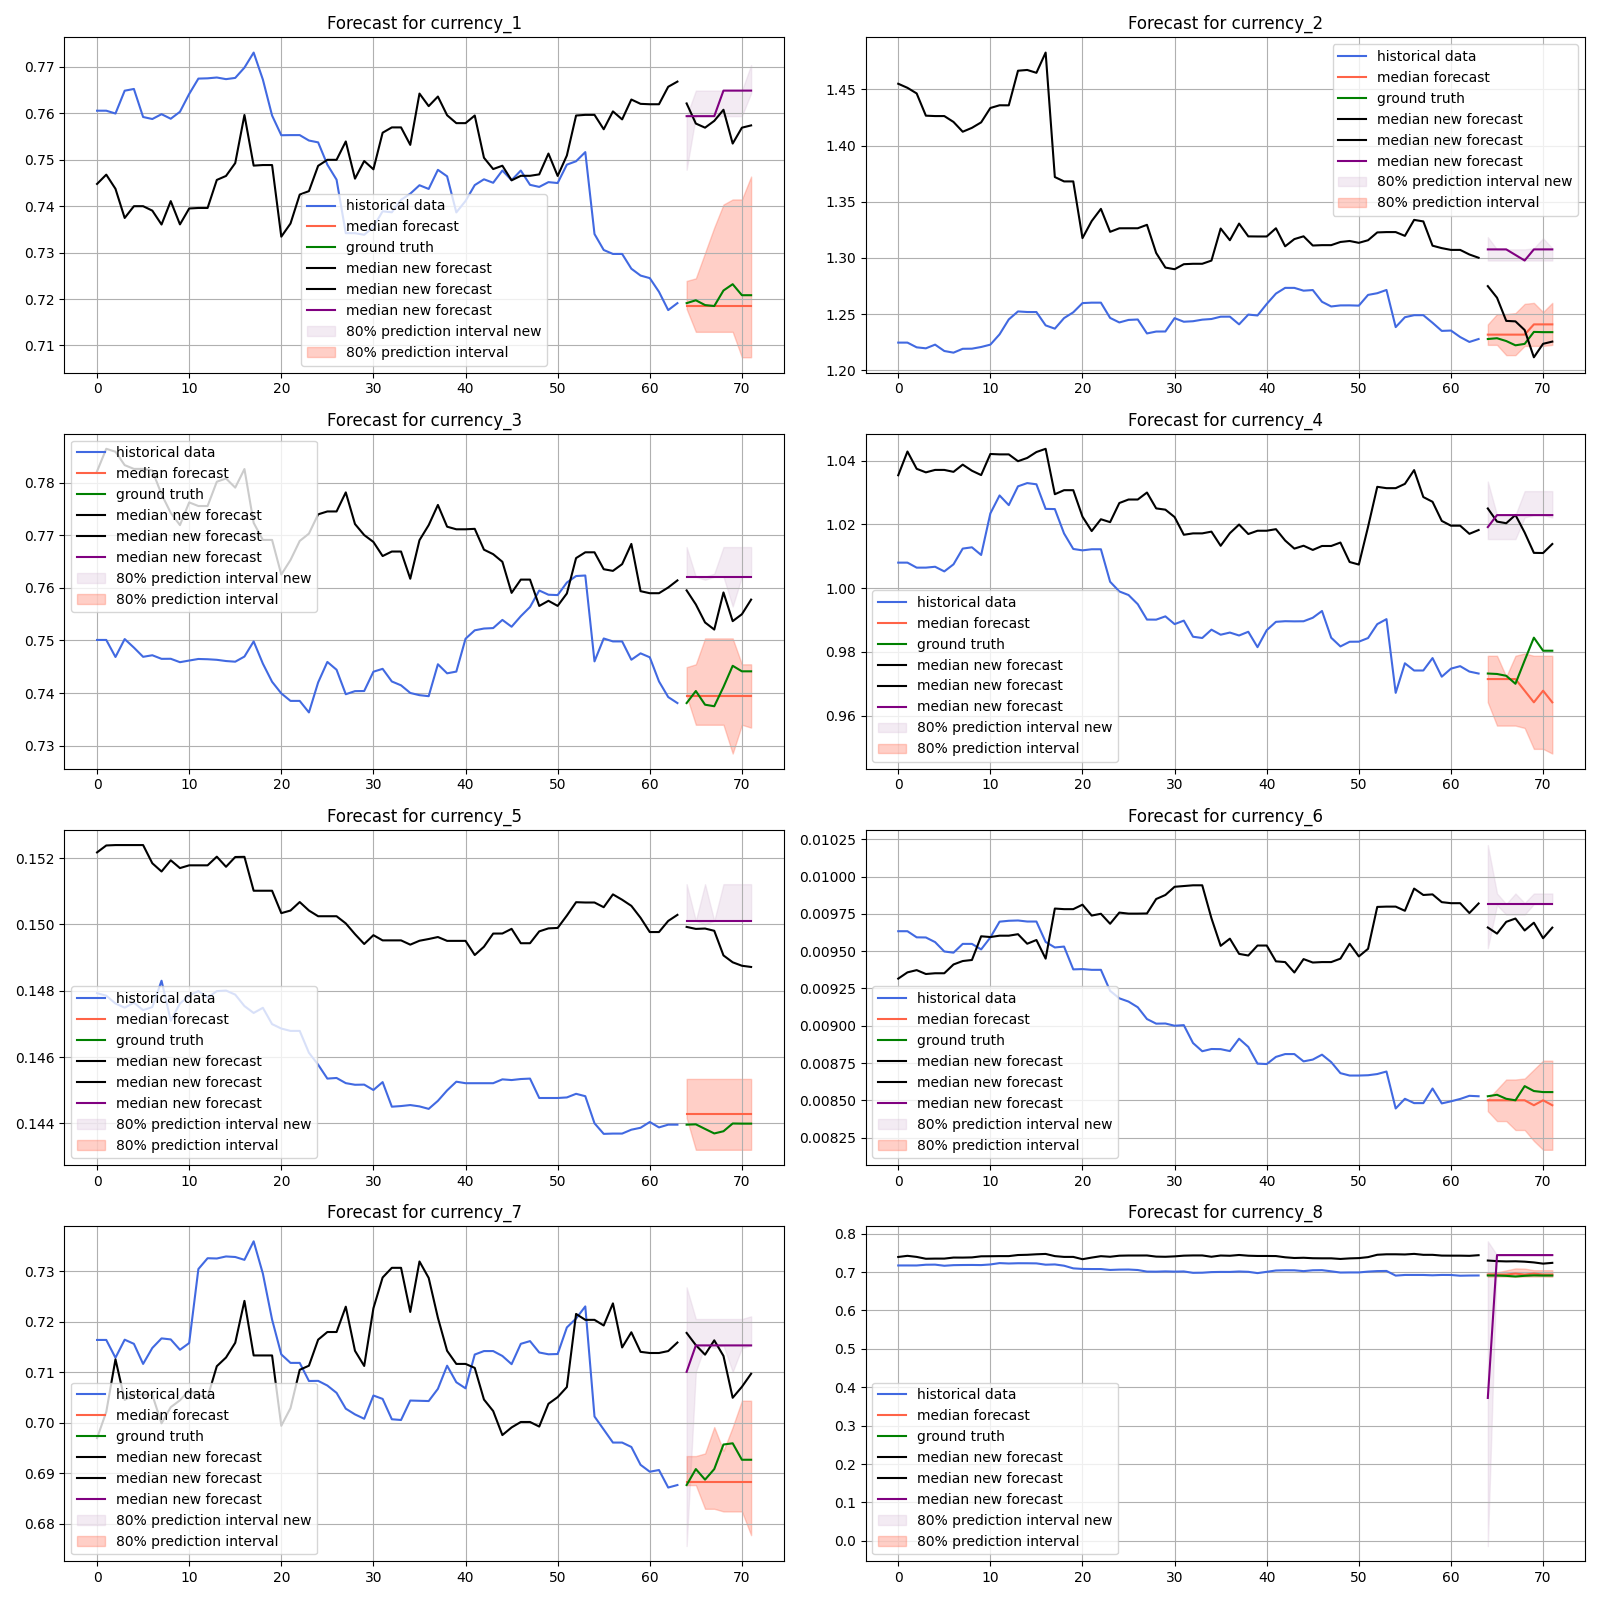 Forecast for currency_1
0.77
0.76
0.75
0.74
0.73
0.72
0.71
0 10 20 30 40 50 60 70
historical data
median forecast
ground truth
median new forecast
median new forecast
median new forecast
80% prediction interval new
80% prediction interval
Forecast for currency_2
1.45
1.40
1.35
1.30
1.25
1.20
0 10 20 30 40 50 60 70
historical data
median forecast
ground truth
median new forecast
median new forecast
median new forecast
80% prediction interval new
80% prediction interval
Forecast for currency_3
0.78
0.77
0.76
0.75
0.74
0.73
0 10 20 30 40 50 60 70
historical data
median forecast
ground truth
median new forecast
median new forecast
median new forecast
80% prediction interval new
80% prediction interval
Forecast for currency_4
1.04
1.02
1.00
0.98
0.96
0 10 20 30 40 50 60 70
historical data
median forecast
ground truth
median new forecast
median new forecast
median new forecast
80% prediction interval new
80% prediction interval
Forecast for currency_5
0.152
0.150
0.148
0.146
0.144
0 10 20 30 40 50 60 70
historical data
median forecast
ground truth
median new forecast
median new forecast
median new forecast
80% prediction interval new
80% prediction interval
Forecast for currency_6
0.01025
0.01000
0.00975
0.00950
0.00925
0.00900
0.00875
0.00850
0.00825
0 10 20 30 40 50 60 70
historical data
median forecast
ground truth
median new forecast
median new forecast
median new forecast
80% prediction interval new
80% prediction interval
Forecast for currency_7
0.73
0.72
0.71
0.70
0.69
0.68
0 10 20 30 40 50 60 70
historical data
median forecast
ground truth
median new forecast
median new forecast
median new forecast
80% prediction interval new
80% prediction interval
Forecast for currency_8
0.8
0.7
0.6
0.5
0.4
0.3
0.2
0.1
0.0
0 10 20 30 40 50 60 70
historical data
median forecast
ground truth
median new forecast
median new forecast
median new forecast
80% prediction interval new
80% prediction interval